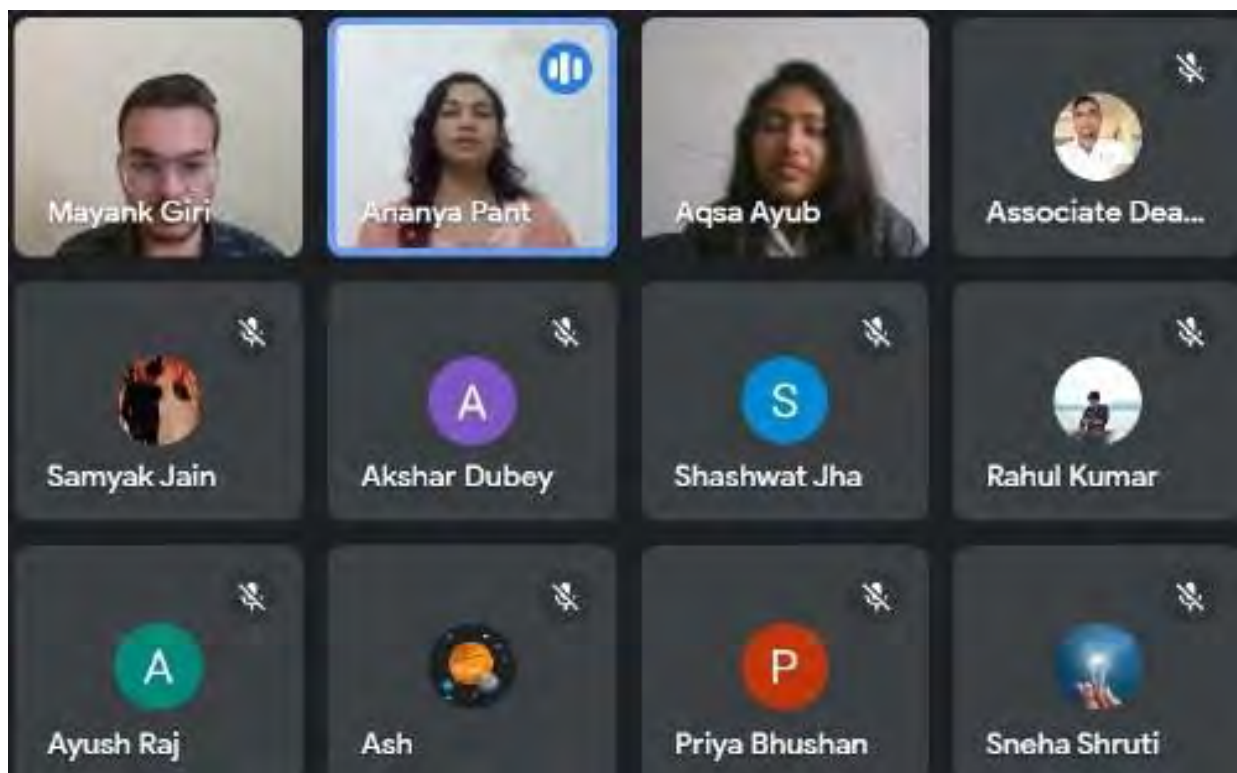 Mayank Giri
Ananya Pant
Aqsa Ayub
Associate Dea...
Samyak Jain
A
Akshar Dubey
S
Shashwat Jha
Rahul Kumar
A
Ayush Raj
Ash
P
Priya Bhushan
Sneha Shruti